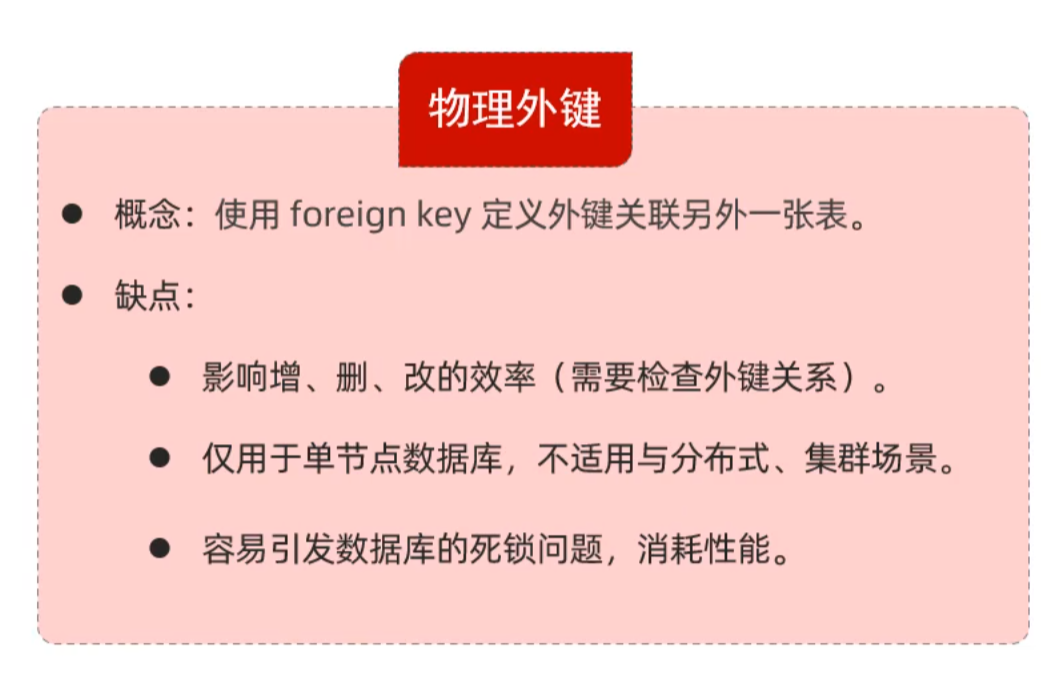 物理外键
概念：使用 foreign key 定义外键关联另外一张表。
缺点：
影响增、删、改的效率（需要检查外键关系）。
仅用于单节点数据库，不适用与分布式、集群场景。
容易引发数据库的死锁问题，消耗性能。